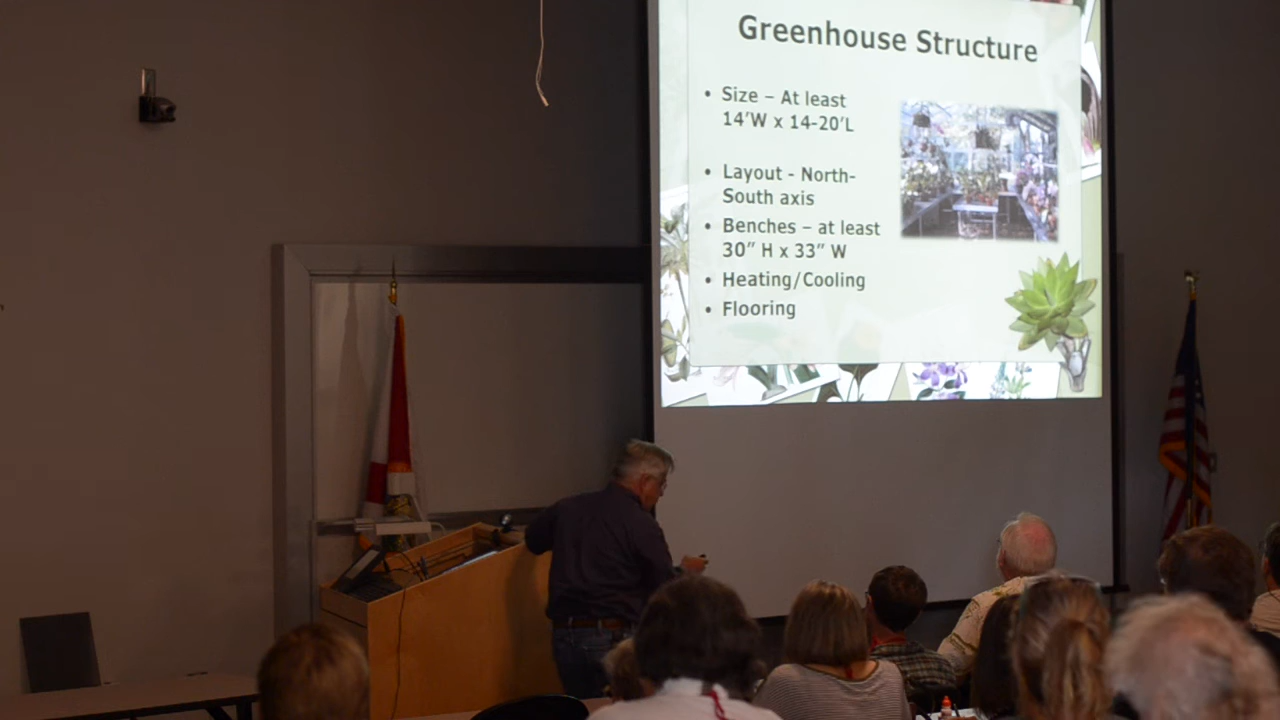 Greenhouse Structure
• Size – At least
14’W x 14-20’L
• Layout - North-
South axis
• Benches – at least
30” H x 33” W
• Heating/Cooling
• Flooring